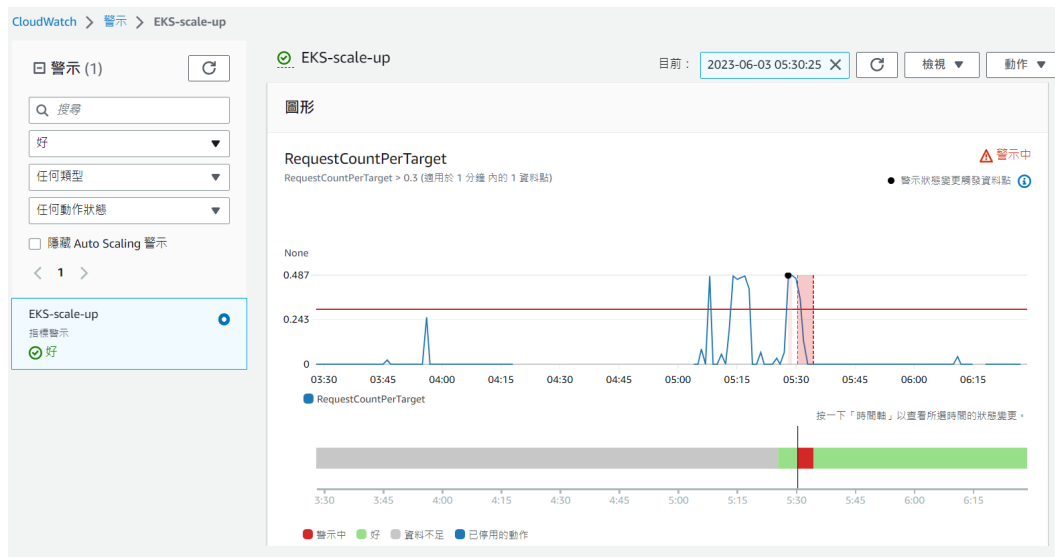 CloudWatch > 警示 > EKS-scale-up
警示 (1)
搜尋
好
任何類型
任何動作狀態
隱藏 Auto Scaling 警示
1
EKS-scale-up
指標警示
好
EKS-scale-up
目前： 2023-06-03 05:30:25
檢視
動作
圖形
RequestCountPerTarget
警示中
RequestCountPerTarget > 0.3 (適用於 1 分鐘 內的 1 資料點)
警示狀態變更觸發資料點
None
0.487
0.243
0
03:30 03:45 04:00 04:15 04:30 04:45 05:00 05:15 05:30 05:45 06:00 06:15
RequestCountPerTarget
按一下「時間軸」以查看所選時間的狀態變更。
3:30 3:45 4:00 4:15 4:30 4:45 5:00 5:15 5:30 5:45 6:00 6:15
警示中 好 資料不足 已停用的動作